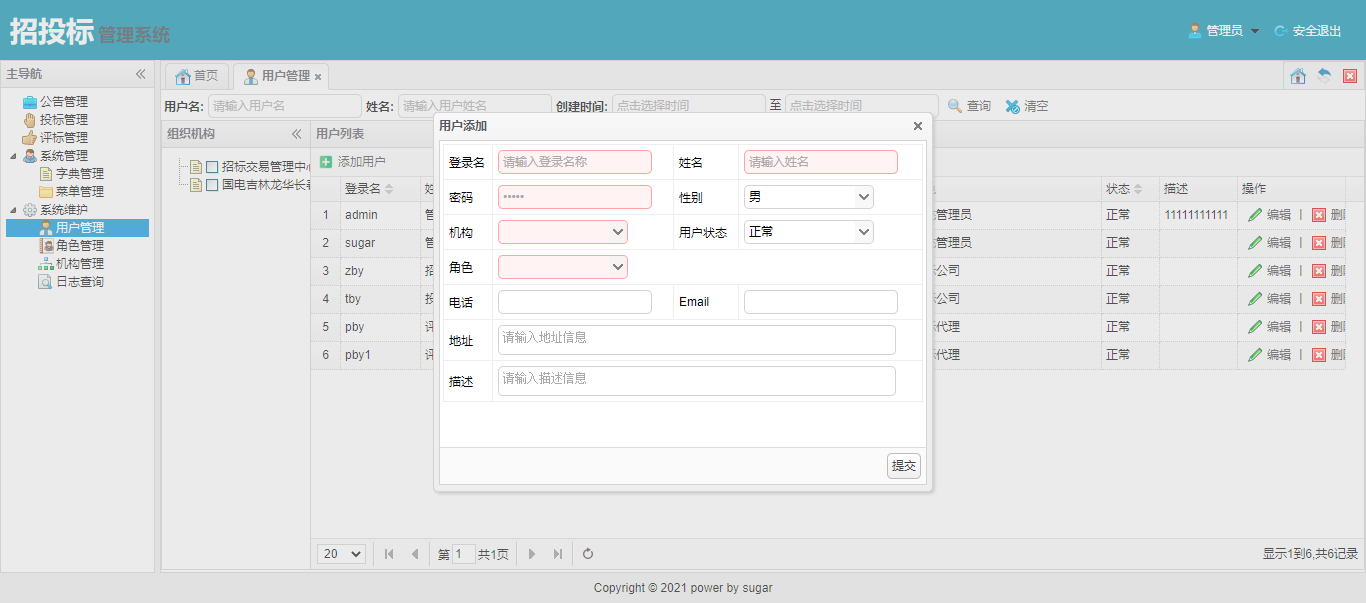 招投标管理系统
管理员 安全退出
主导航
公告管理
投标管理
评标管理
系统管理
字典管理
菜单管理
系统维护
用户管理
角色管理
机构管理
日志查询
首页 用户管理
用户名: 请输入用户名 姓名: 请输入用户姓名 创建时间: 点击选择时间 至 点击选择时间 查询 清空
组织机构
招标交易管理中心
国电吉林龙华长春
用户列表
添加用户
登录名 状态 描述 操作
1 admin 管理员 正常 11111111111 编辑 | 删
2 sugar 管理员 正常 编辑 | 删
3 zby 公司 正常 编辑 | 删
4 tby 公司 正常 编辑 | 删
5 pby 代理 正常 编辑 | 删
6 pby1 代理 正常 编辑 | 删
用户添加
登录名 请输入登录名称 姓名 请输入姓名
密码 ••••• 性别 男
机构 用户状态 正常
角色
电话 Email
地址 请输入地址信息
描述 请输入描述信息
提交
20 第 1 共1页 显示1到6,共6记录
Copyright © 2021 power by sugar